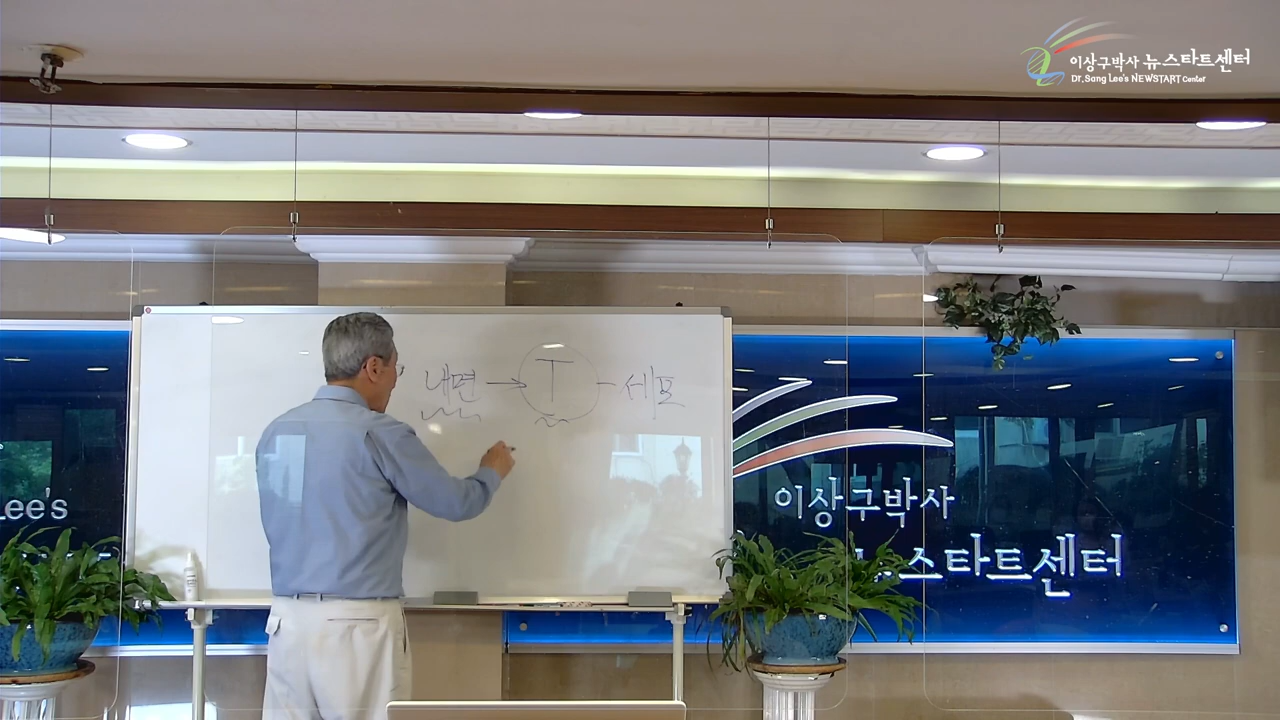 이상구박사 뉴스타트센터
Dr. Sang Lee's NEWSTART Center
내면 → T - 세포
Lee's
이상구박사
뉴스타트센터